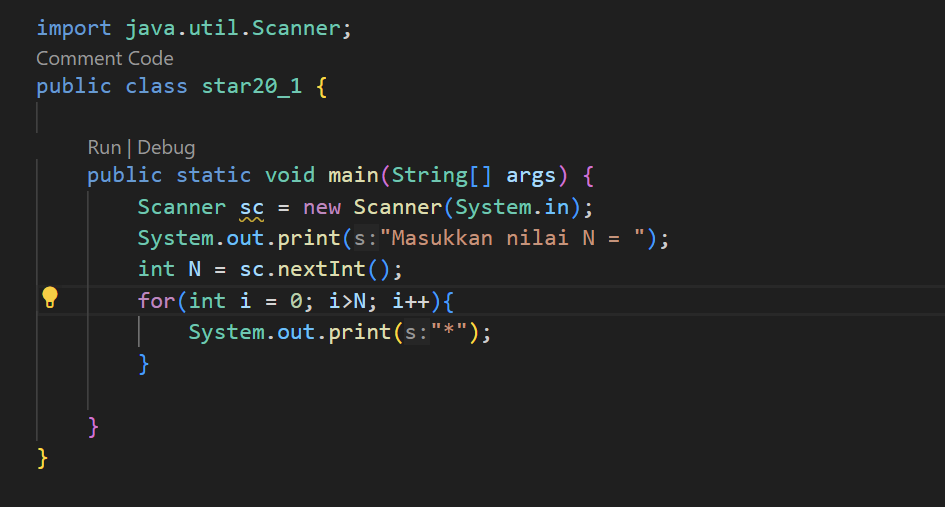 import java.util.Scanner;
Comment Code
public class star20_1 {
Run | Debug
public static void main(String[] args) {
Scanner sc = new Scanner(System.in);
System.out.print(s:"Masukkan nilai N = ");
int N = sc.nextInt();
for(int i = 0; i>N; i++){
System.out.print(s:"*");
}
}
}